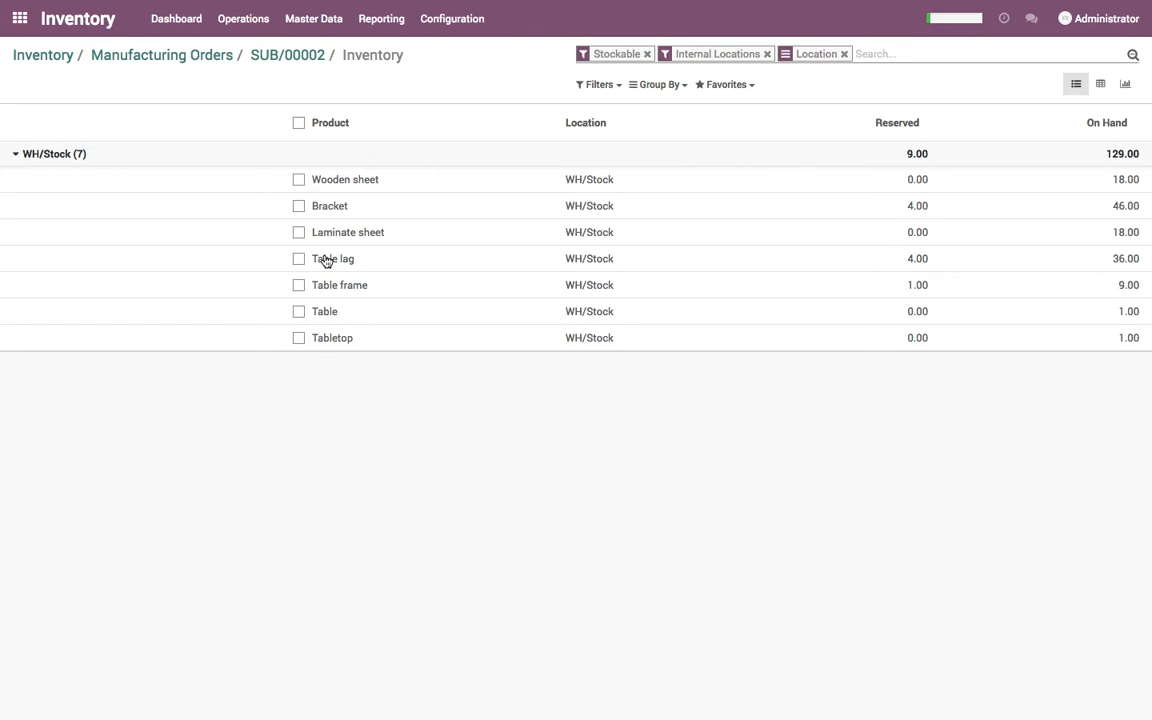 Inventory Dashboard Operations Master Data Reporting Configuration Administrator
Inventory / Manufacturing Orders / SUB/00002 / Inventory Stockable Internal Locations Location Search...
Filters Group By Favorites
Product Location Reserved On Hand
WH/Stock (7) 9.00 129.00
Wooden sheet WH/Stock 0.00 18.00
Bracket WH/Stock 4.00 46.00
Laminate sheet WH/Stock 0.00 18.00
Table lag WH/Stock 4.00 36.00
Table frame WH/Stock 1.00 9.00
Table WH/Stock 0.00 1.00
Tabletop WH/Stock 0.00 1.00